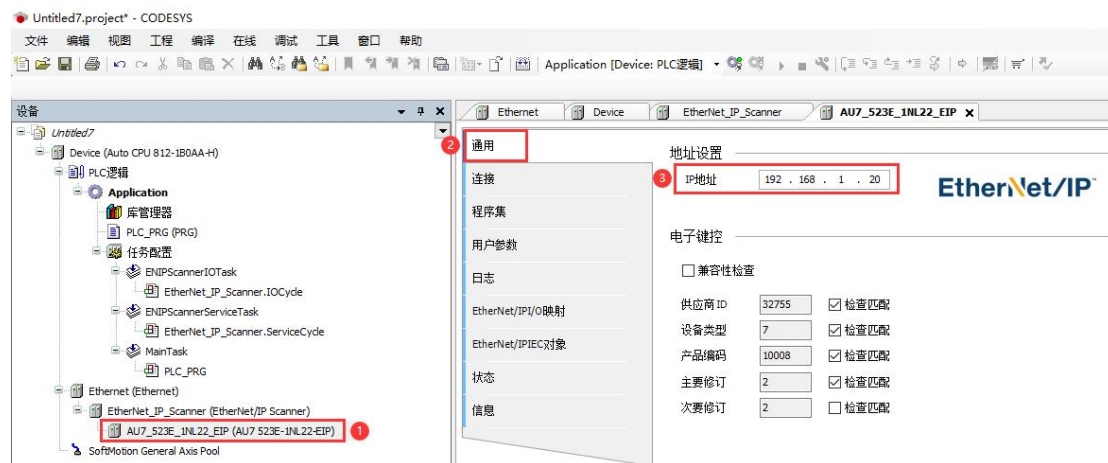 Untitled7.project* - CODESYS
文件 编辑 视图 工程 编译 在线 调试 工具 窗口 帮助
Application [Device: PLC逻辑]
设备
Untitled7
Device (Auto CPU 812-1B0AA-H)
PLC逻辑
Application
库管理器
PLC_PRG (PRG)
任务配置
ENIPScannerIOTask
EtherNet_IP_Scanner.IOCycle
ENIPScannerServiceTask
EtherNet_IP_Scanner.ServiceCycle
MainTask
PLC_PRG
Ethernet (Ethernet)
EtherNet_IP_Scanner (EtherNet/IP Scanner)
AU7_523E_1NL22_EIP (AU7 523E-1NL22-EIP) 1
SoftMotion General Axis Pool
Ethernet Device EtherNet_IP_Scanner AU7_523E_1NL22_EIP
2 通用
连接
程序集
用户参数
日志
EtherNet/IPI/O映射
EtherNet/IPIEC对象
状态
信息
地址设置
3 IP地址 192 . 168 . 1 . 20
EtherNet/IP
电子键控
兼容性检查
供应商ID 32755 检查匹配
设备类型 7 检查匹配
产品编码 10008 检查匹配
主要修订 2 检查匹配
次要修订 2 检查匹配